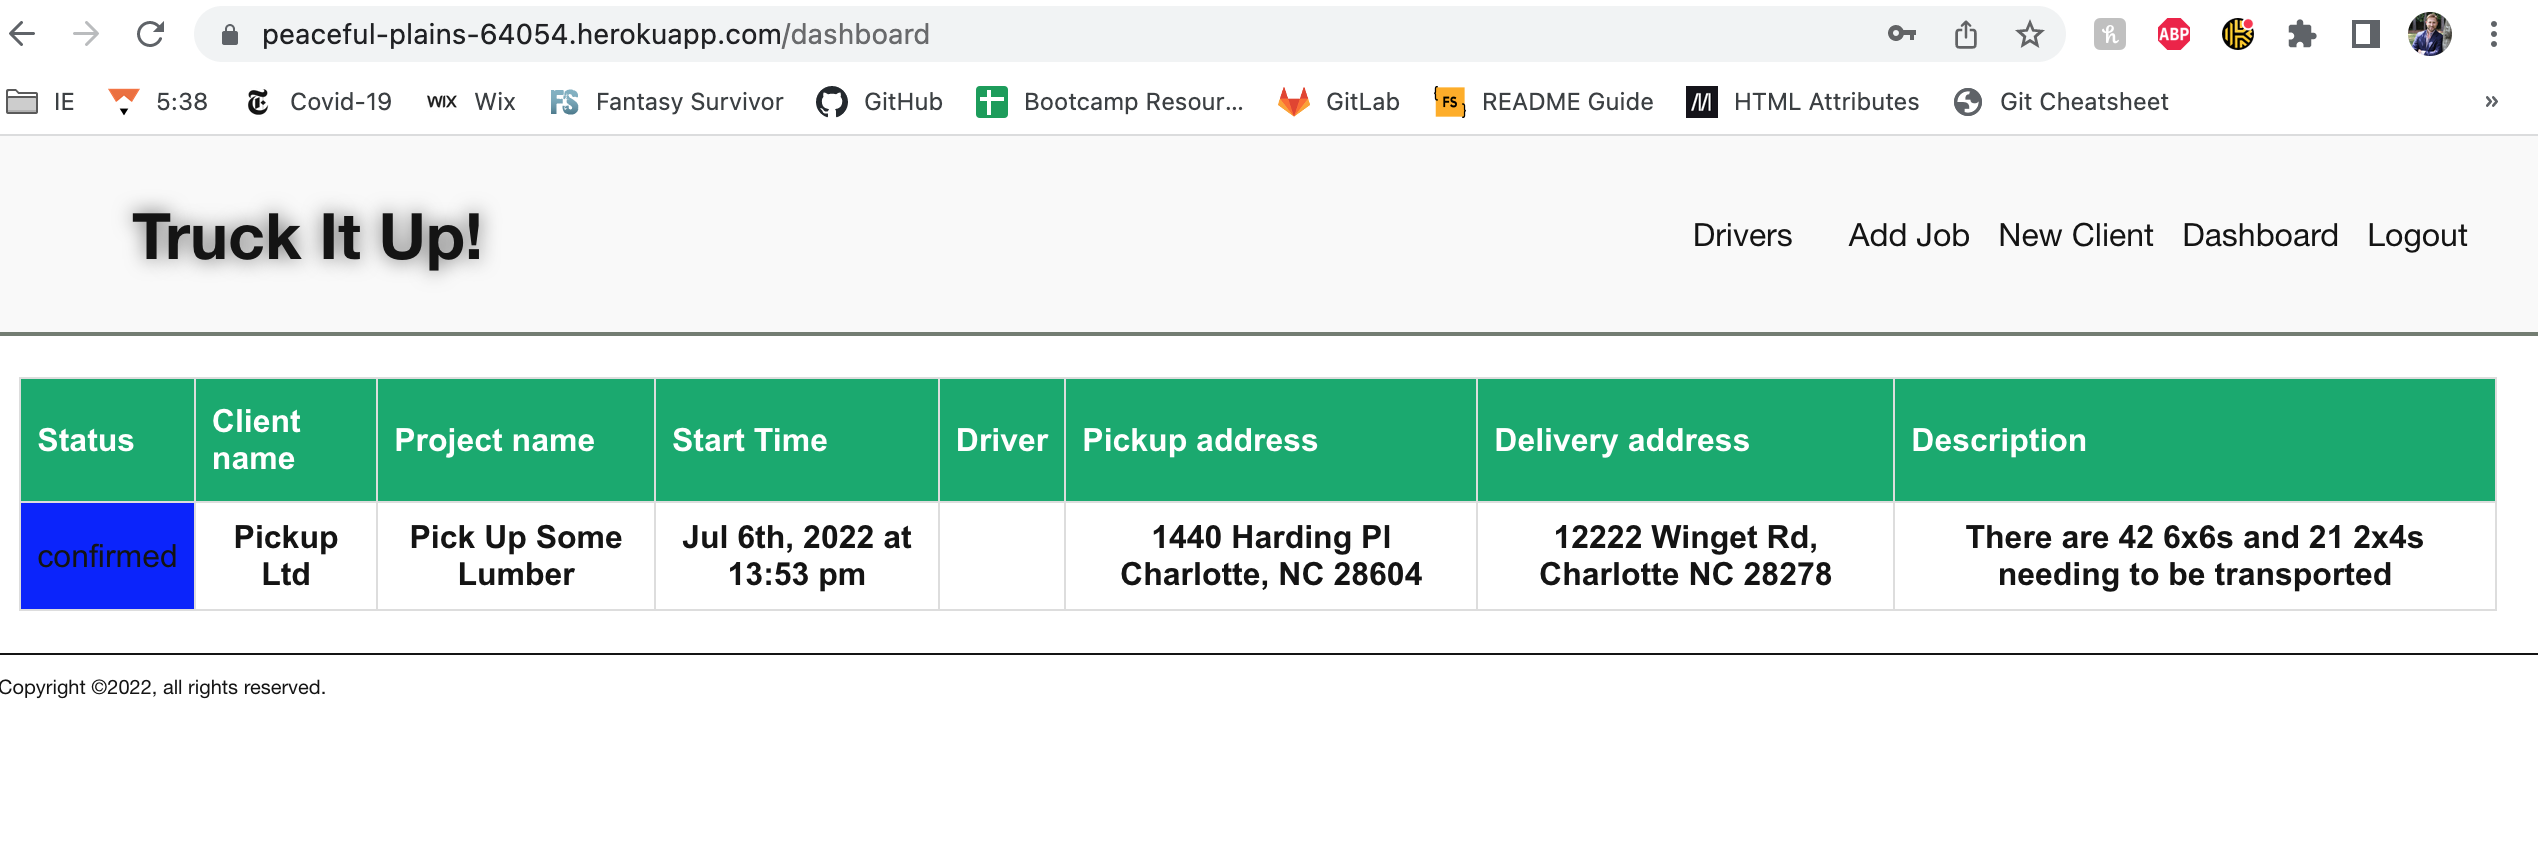 peaceful-plains-64054.herokuapp.com/dashboard
ABP
IE 5:38 Covid-19 WIX Wix FS Fantasy Survivor GitHub Bootcamp Resour... GitLab {FS} README Guide M HTML Attributes Git Cheatsheet »
Truck It Up!
Drivers Add Job New Client Dashboard Logout
Status
Client
name
Project name
Start Time
Driver
Pickup address
Delivery address
Description
confirmed
Pickup
Ltd
Pick Up Some
Lumber
Jul 6th, 2022 at
13:53 pm
1440 Harding Pl
Charlotte, NC 28604
12222 Winget Rd,
Charlotte NC 28278
There are 42 6x6s and 21 2x4s
needing to be transported
Copyright ©2022, all rights reserved.